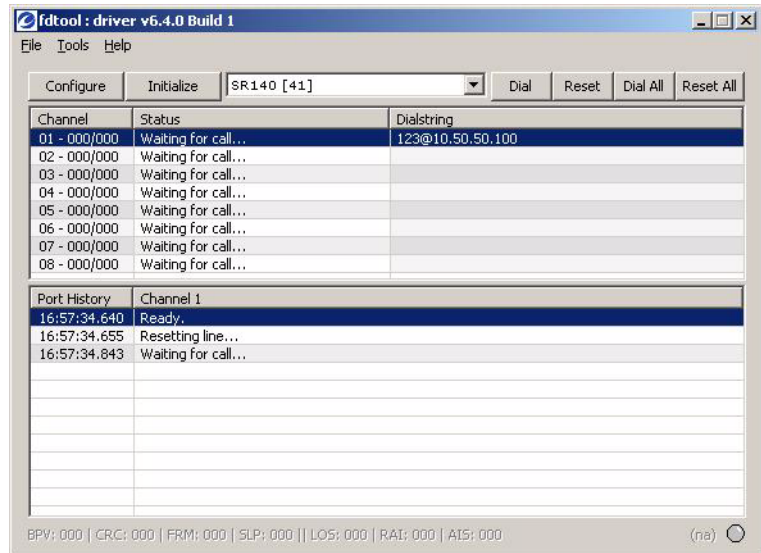 fdtool : driver v6.4.0 Build 1
File Tools Help
Configure Initialize SR140 [41] Dial Reset Dial All Reset All
Channel Status Dialstring
01 - 000/000 Waiting for call... 123@10.50.50.100
02 - 000/000 Waiting for call...
03 - 000/000 Waiting for call...
04 - 000/000 Waiting for call...
05 - 000/000 Waiting for call...
06 - 000/000 Waiting for call...
07 - 000/000 Waiting for call...
08 - 000/000 Waiting for call...
Port History Channel 1
16:57:34.640 Ready.
16:57:34.655 Resetting line...
16:57:34.843 Waiting for call...
BPV: 000 | CRC: 000 | FRM: 000 | SLP: 000 || LOS: 000 | RAI: 000 | AIS: 000 (na)